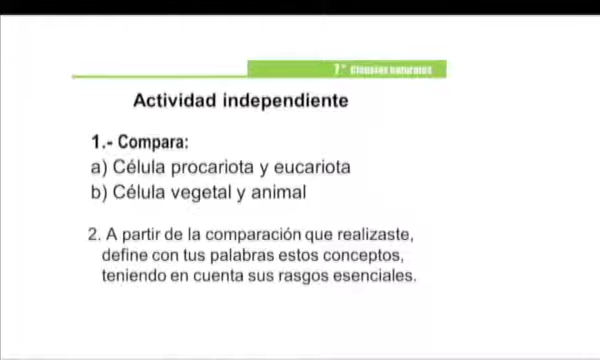 7° Ciencias naturales
Actividad independiente
1.- Compara:
a) Célula procariota y eucariota
b) Célula vegetal y animal
2. A partir de la comparación que realizaste,
define con tus palabras estos conceptos,
teniendo en cuenta sus rasgos esenciales.